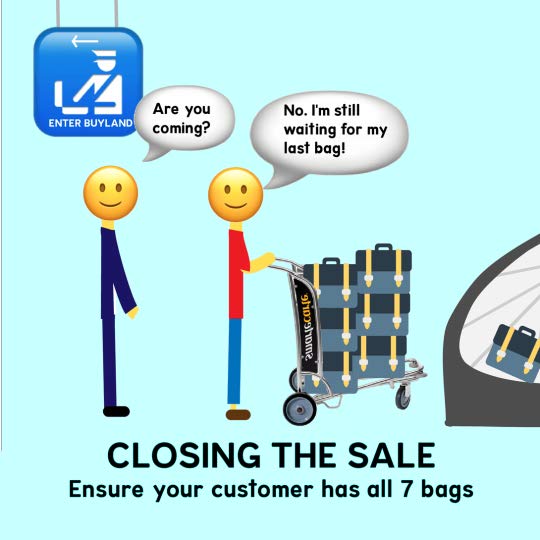 ENTER BUYLAND
Are you
coming?
No. I'm still
waiting for my
last bag!
smartecarte
CLOSING THE SALE
Ensure your customer has all 7 bags